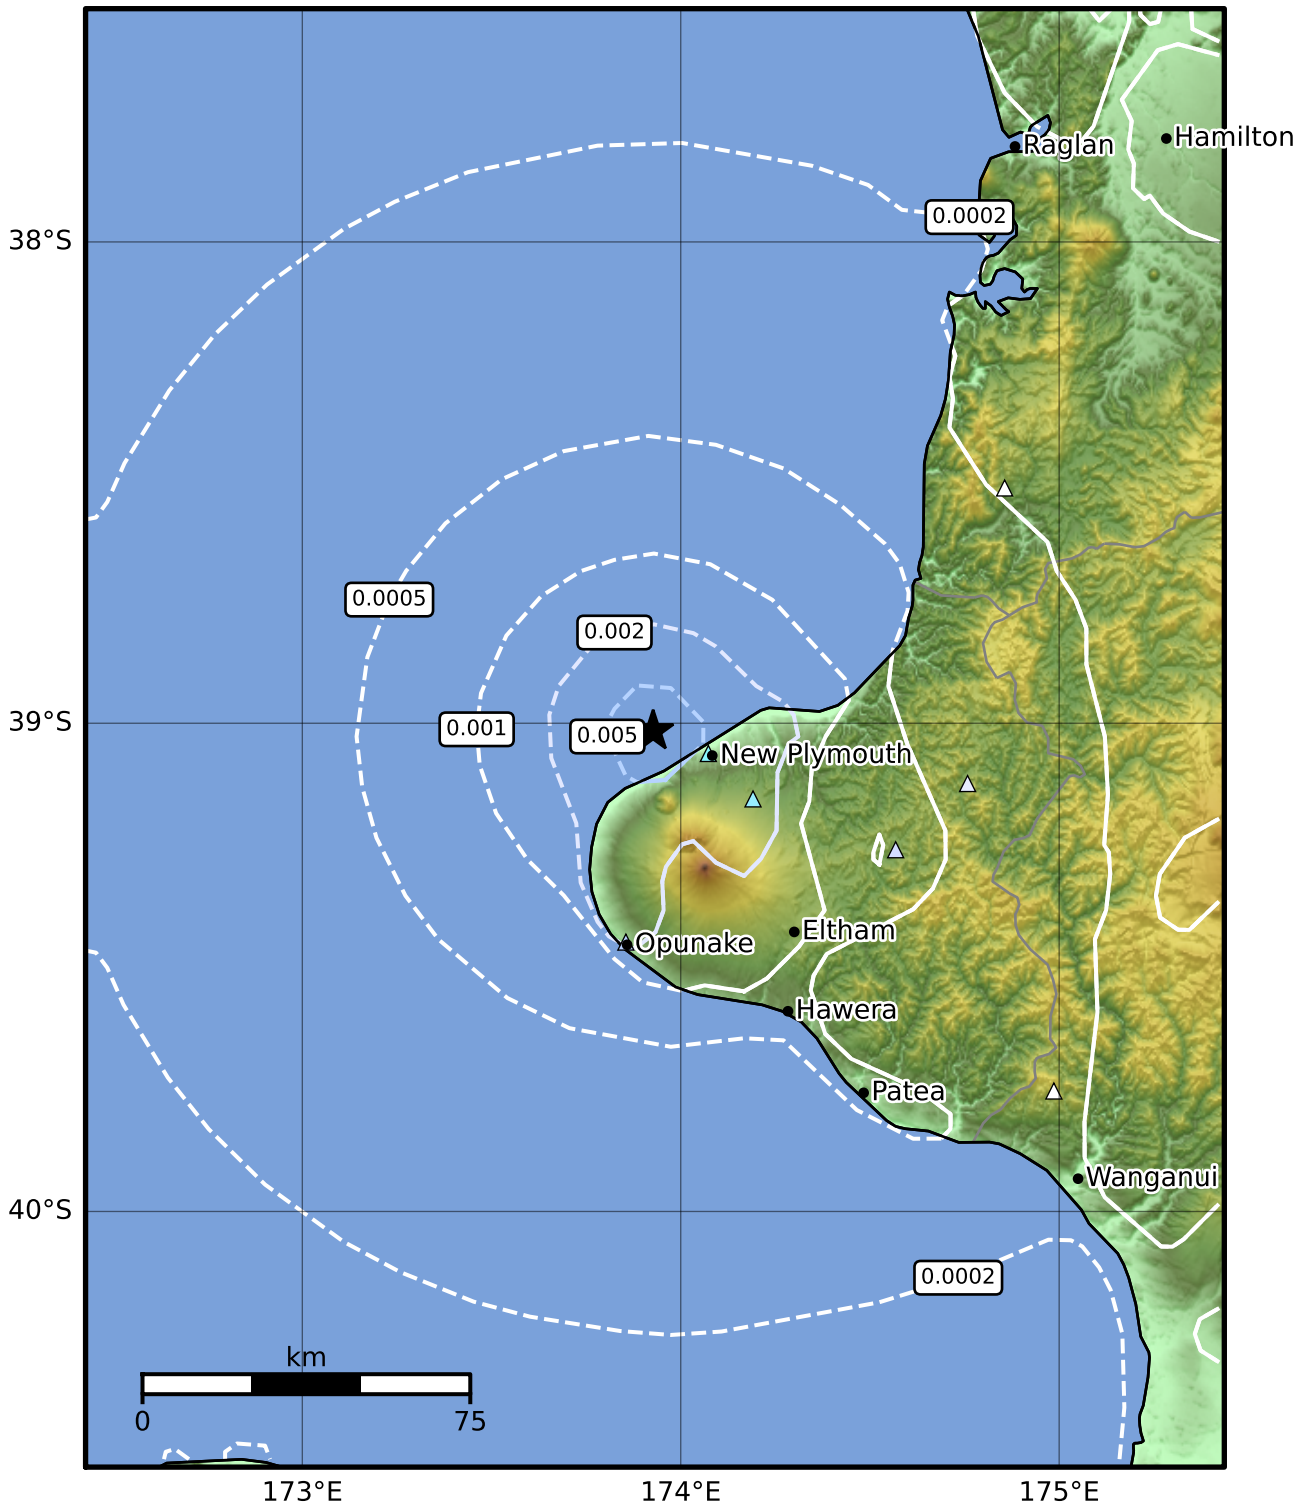 Hamilton
Raglan
0.0002
38°S
0.0005
0.002
39°S
0.001
0.005
New Plymouth
Eltham
Opunake
Hawera
Patea
Wanganui
40°S
0.0002
km
0
75
173°E
174°E
175°E